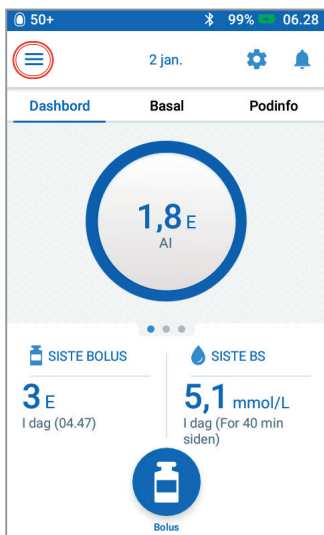 50+ 99% 06.28
2 jan.
Dashbord Basal Podinfo
1,8 E
AI
SISTE BOLUS
3 E
I dag (04.47)
SISTE BS
5,1 mmol/L
I dag (For 40 min
siden)
Bolus